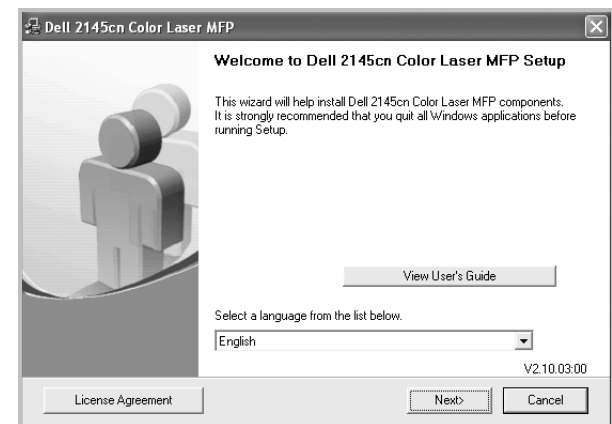 Dell 2145cn Color Laser MFP
Welcome to Dell 2145cn Color Laser MFP Setup
This wizard will help install Dell 2145cn Color Laser MFP components.
It is strongly recommended that you quit all Windows applications before
running Setup.
View User's Guide
Select a language from the list below.
English
V2.10.03:00
License Agreement
Next>
Cancel